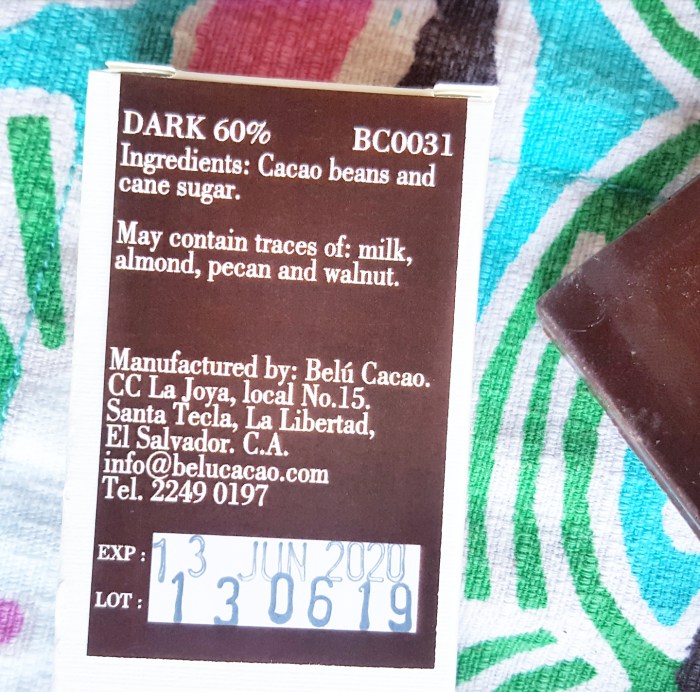 DARK 60% BC0031
Ingredients: Cacao beans and
cane sugar.
May contain traces of: milk,
almond, pecan and walnut.
Manufactured by: Belú Cacao.
CC La Joya, local No.15.
Santa Tecla, La Libertad,
El Salvador. C.A.
info@belucacao.com
Tel. 2249 0197
EXP : 13 JUN 2020
LOT : 130619